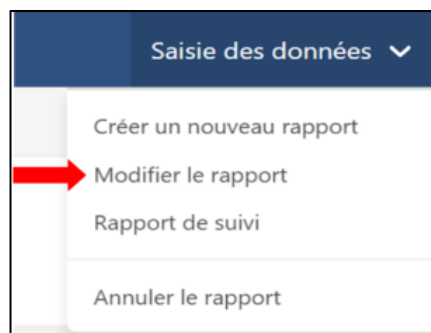 Saisie des données
Créer un nouveau rapport
Modifier le rapport
Rapport de suivi
Annuler le rapport